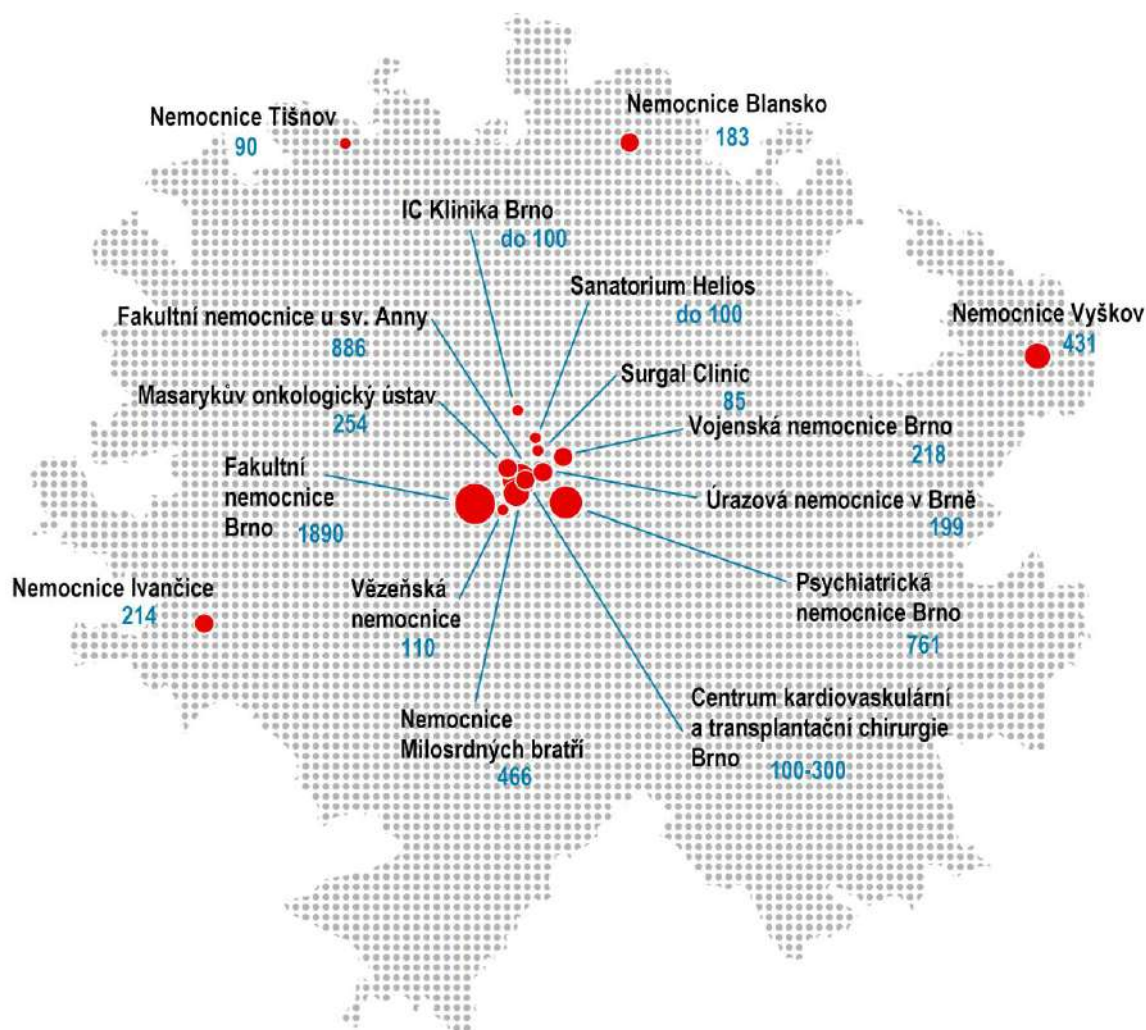 Nemocnice Tišnov
90
Nemocnice Blansko
183
IC Klinika Brno
do 100
Sanatorium Helios
do 100
Fakultní nemocnice u sv. Anny
886
Nemocnice Vyškov
431
Surgal Clinic
85
Masarykův onkologický ústav
254
Vojenská nemocnice Brno
218
Fakultní
nemocnice
Brno
1890
Úrazová nemocnice v Brně
199
Nemocnice Ivančice
214
Vězeňská
nemocnice
110
Psychiatrická
nemocnice Brno
761
Nemocnice
Milosrdných bratří
466
Centrum kardiovaskulární
a transplantační chirurgie
Brno
100-300